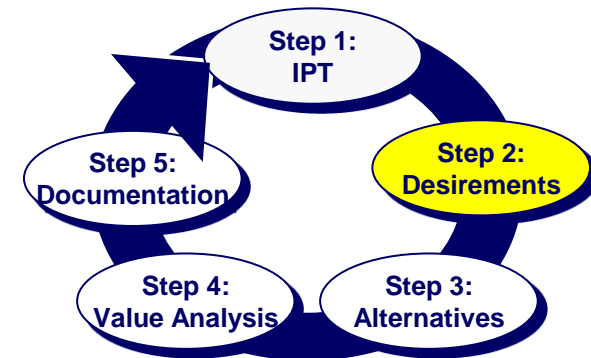 Step 1:
IPT
Step 2:
Desirements
Step 3:
Alternatives
Step 4:
Value Analysis
Step 5:
Documentation